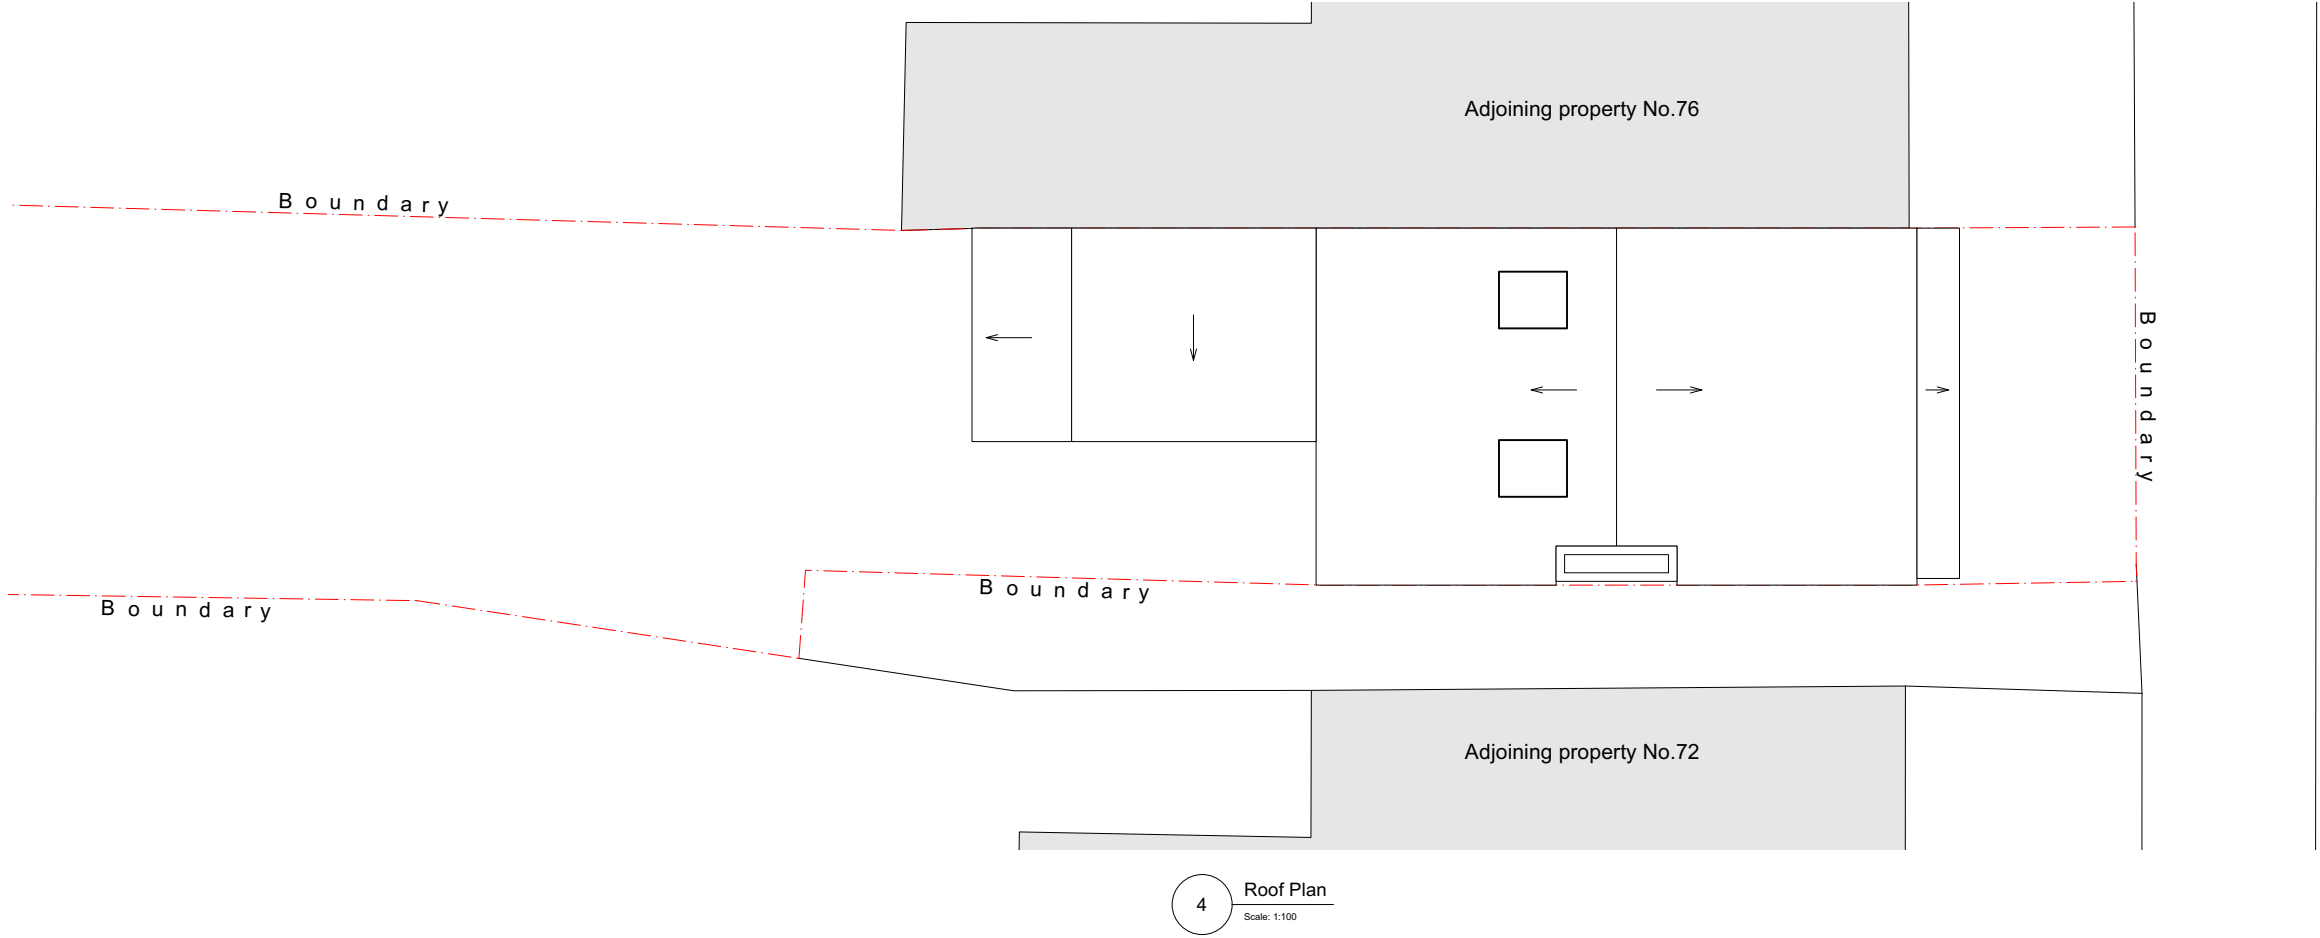 Adjoining property No.76
Boundary
Boundary
Boundary
Boundary
Adjoining property No.72
4
Roof Plan
Scale: 1:100